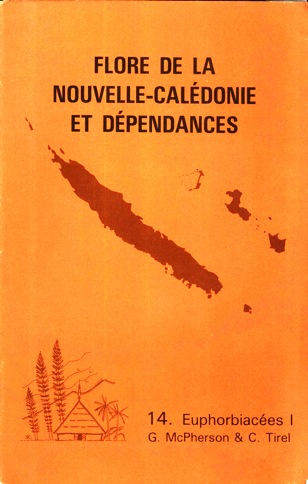 FLORE DE LA
NOUVELLE-CALÉDONIE
ET DÉPENDANCES
14. Euphorbiacées I
G. McPherson & C. Tirel